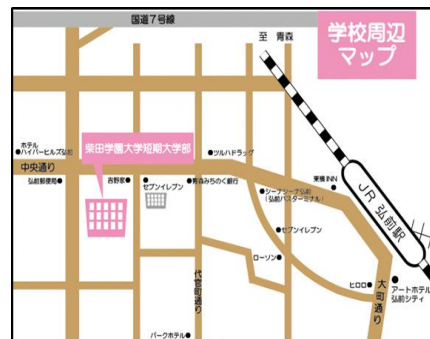 国道7号線
至 青森
学校周辺
マップ
ホテル
ハイパーヒルズ弘前
柴田学園大学短期大学部
ツルハドラッグ
中央通り
弘前郵便局
吉野家
セブンイレブン
青森みちのく銀行
東横INN
シーナシーナ弘前
(弘前バスターミナル)
JR 弘前駅
セブンイレブン
ローソン
代官町通り
ヒロロ
大町通り
アートホテル
弘前シティ
パークホテル